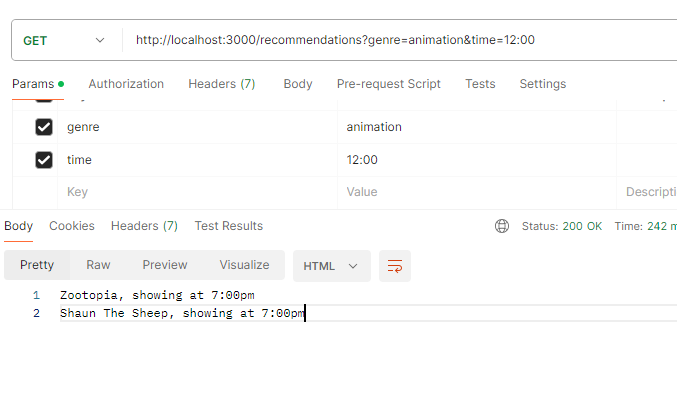 GET http://localhost:3000/recommendations?genre=animation&time=12:00
Params Authorization Headers (7) Body Pre-request Script Tests Settings
genre animation
time 12:00
Key Value Descripti
Body Cookies Headers (7) Test Results Status: 200 OK Time: 242 m
Pretty Raw Preview Visualize HTML
1 Zootopia, showing at 7:00pm
2 Shaun The Sheep, showing at 7:00pm